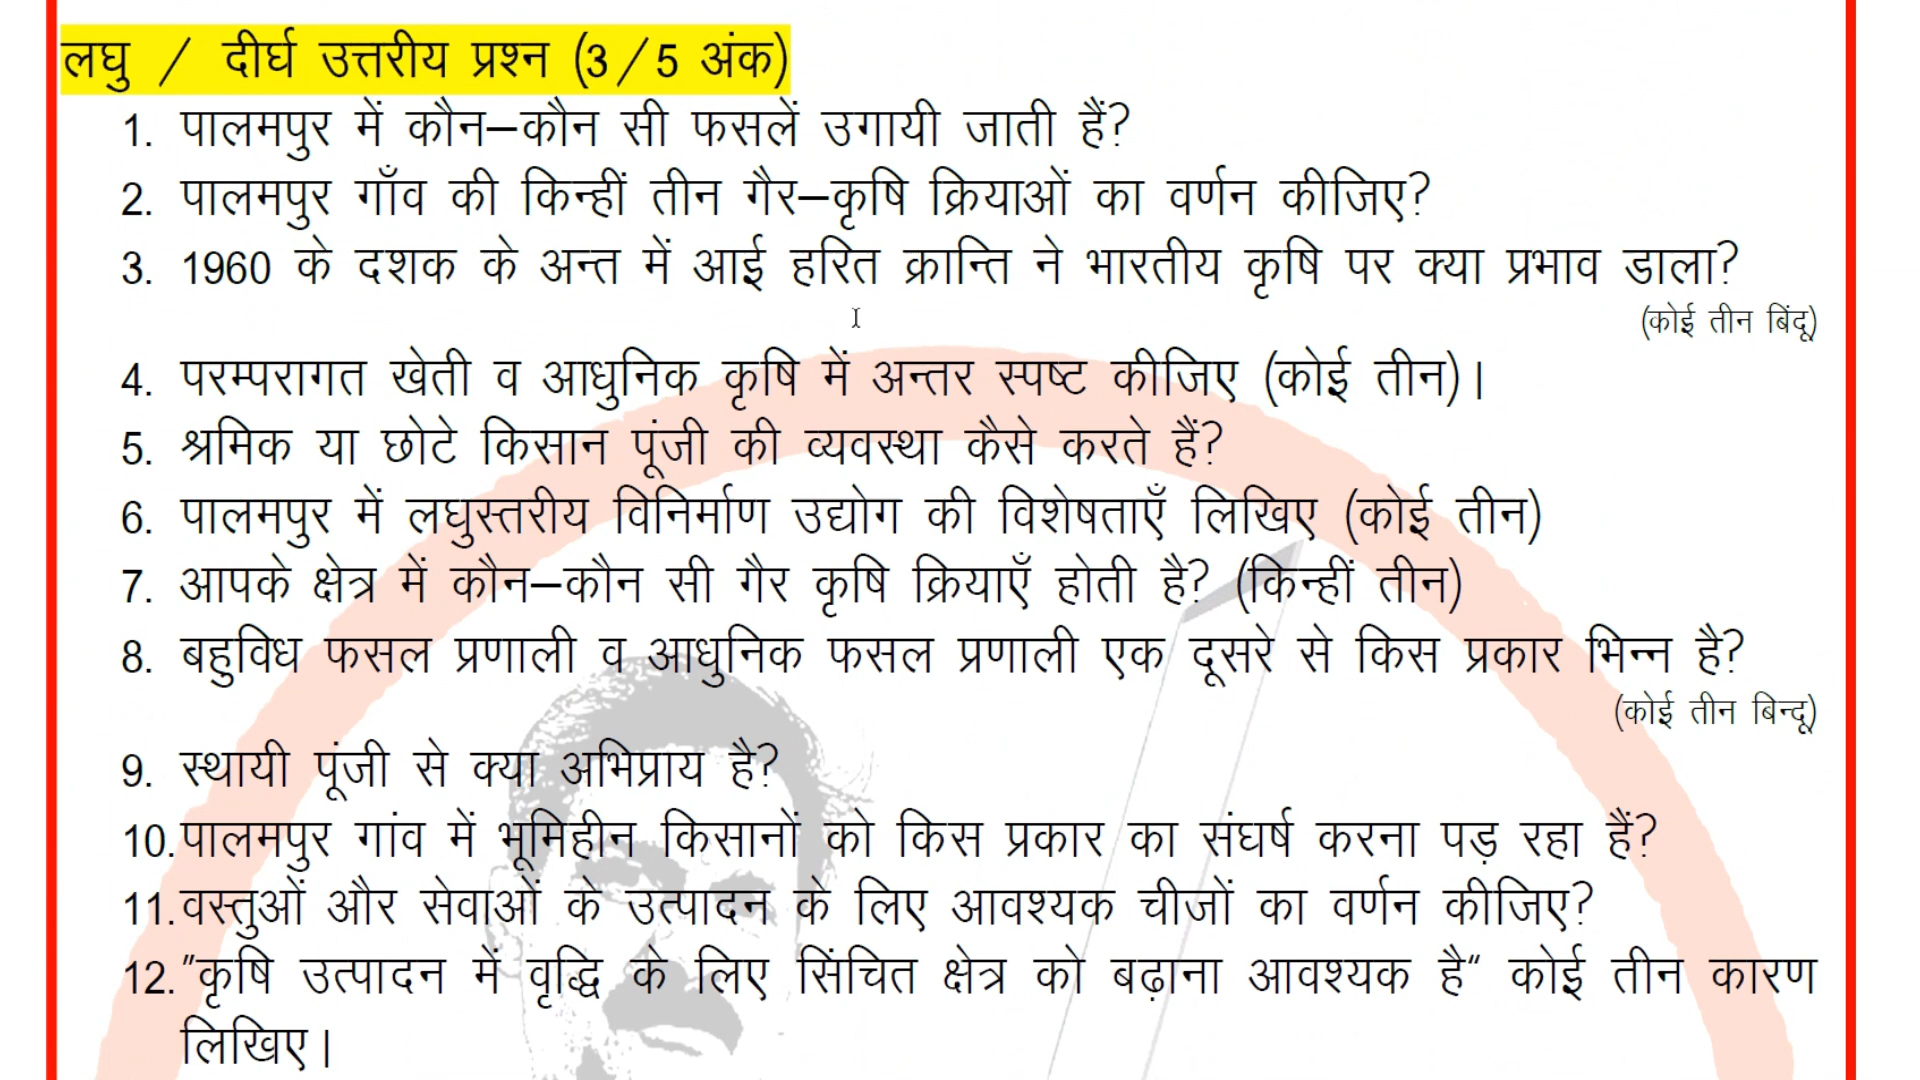 लघु / दीर्घ उत्तरीय प्रश्न (3/5 अंक)
1. पालमपुर में कौन–कौन सी फसलें उगायी जाती हैं?
2. पालमपुर गाँव की किन्हीं तीन गैर–कृषि क्रियाओं का वर्णन कीजिए?
3. 1960 के दशक के अन्त में आई हरित क्रान्ति ने भारतीय कृषि पर क्या प्रभाव डाला?
(कोई तीन बिंदू)
4. परम्परागत खेती व आधुनिक कृषि में अन्तर स्पष्ट कीजिए (कोई तीन)।
5. श्रमिक या छोटे किसान पूंजी की व्यवस्था कैसे करते हैं?
6. पालमपुर में लघुस्तरीय विनिर्माण उद्योग की विशेषताएँ लिखिए (कोई तीन)
7. आपके क्षेत्र में कौन–कौन सी गैर कृषि क्रियाएँ होती है? (किन्हीं तीन)
8. बहुविध फसल प्रणाली व आधुनिक फसल प्रणाली एक दूसरे से किस प्रकार भिन्न है?
(कोई तीन बिन्दू)
9. स्थायी पूंजी से क्या अभिप्राय है?
10. पालमपुर गांव में भूमिहीन किसानों को किस प्रकार का संघर्ष करना पड़ रहा हैं?
11. वस्तुओं और सेवाओं के उत्पादन के लिए आवश्यक चीजों का वर्णन कीजिए?
12. "कृषि उत्पादन में वृद्धि के लिए सिंचित क्षेत्र को बढ़ाना आवश्यक है" कोई तीन कारण
लिखिए।